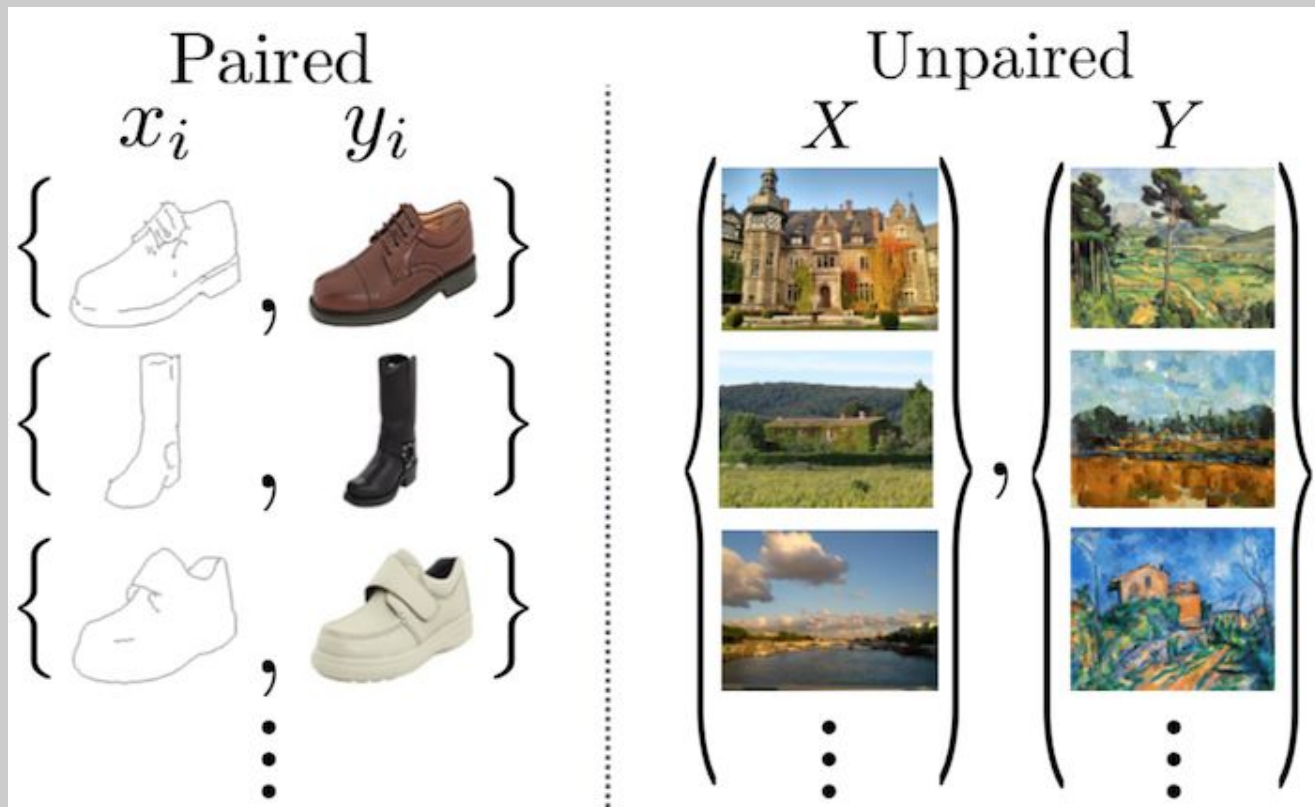 Paired
x_i y_i
{ , }
{ , }
{ , }
⋮
Unpaired
X Y
{ ⋮ } , { ⋮ }